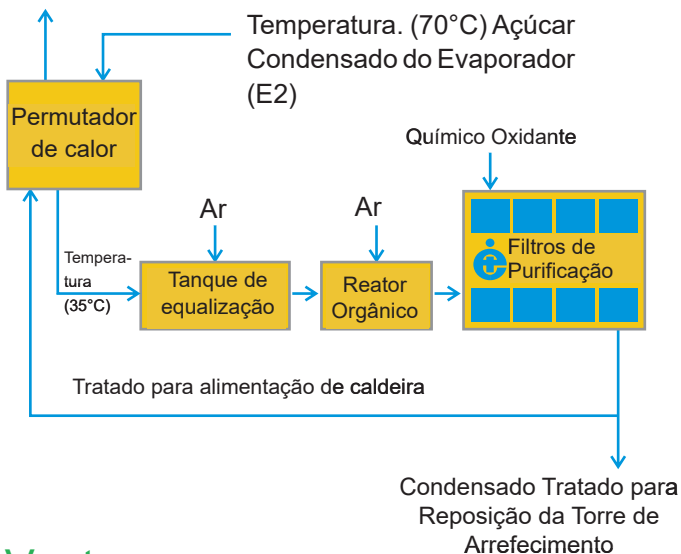 Temperatura. (70°C) Açúcar
Condensado do Evaporador
(E2)
Permutador
de calor
Químico Oxidante
Ar
Ar
Tempera-
tura
(35°C)
Tanque de
equalização
Reator
Orgânico
Filtros de
Purificação
Tratado para alimentação de caldeira
Condensado Tratado para
Reposição da Torre de
Arrefecimento